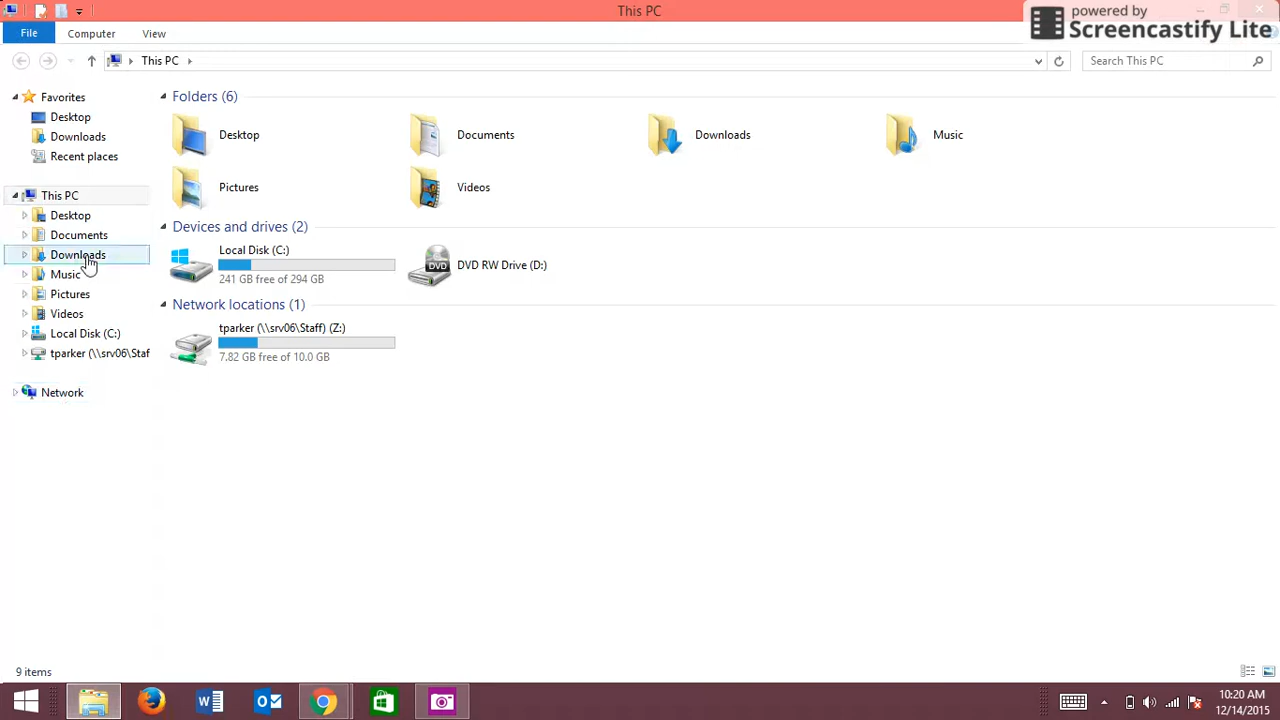 This PC
powered by
Screencastify Lite
File
Computer
View
This PC
Search This PC
Favorites
Desktop
Downloads
Recent places
This PC
Desktop
Documents
Downloads
Music
Pictures
Videos
Local Disk (C:)
tparker (\\srv06\Staf
Network
Folders (6)
Desktop
Documents
Downloads
Music
Pictures
Videos
Devices and drives (2)
Local Disk (C:)
241 GB free of 294 GB
DVD
DVD RW Drive (D:)
Network locations (1)
tparker (\\srv06\Staff) (Z:)
7.82 GB free of 10.0 GB
9 items
10:20 AM
12/14/2015